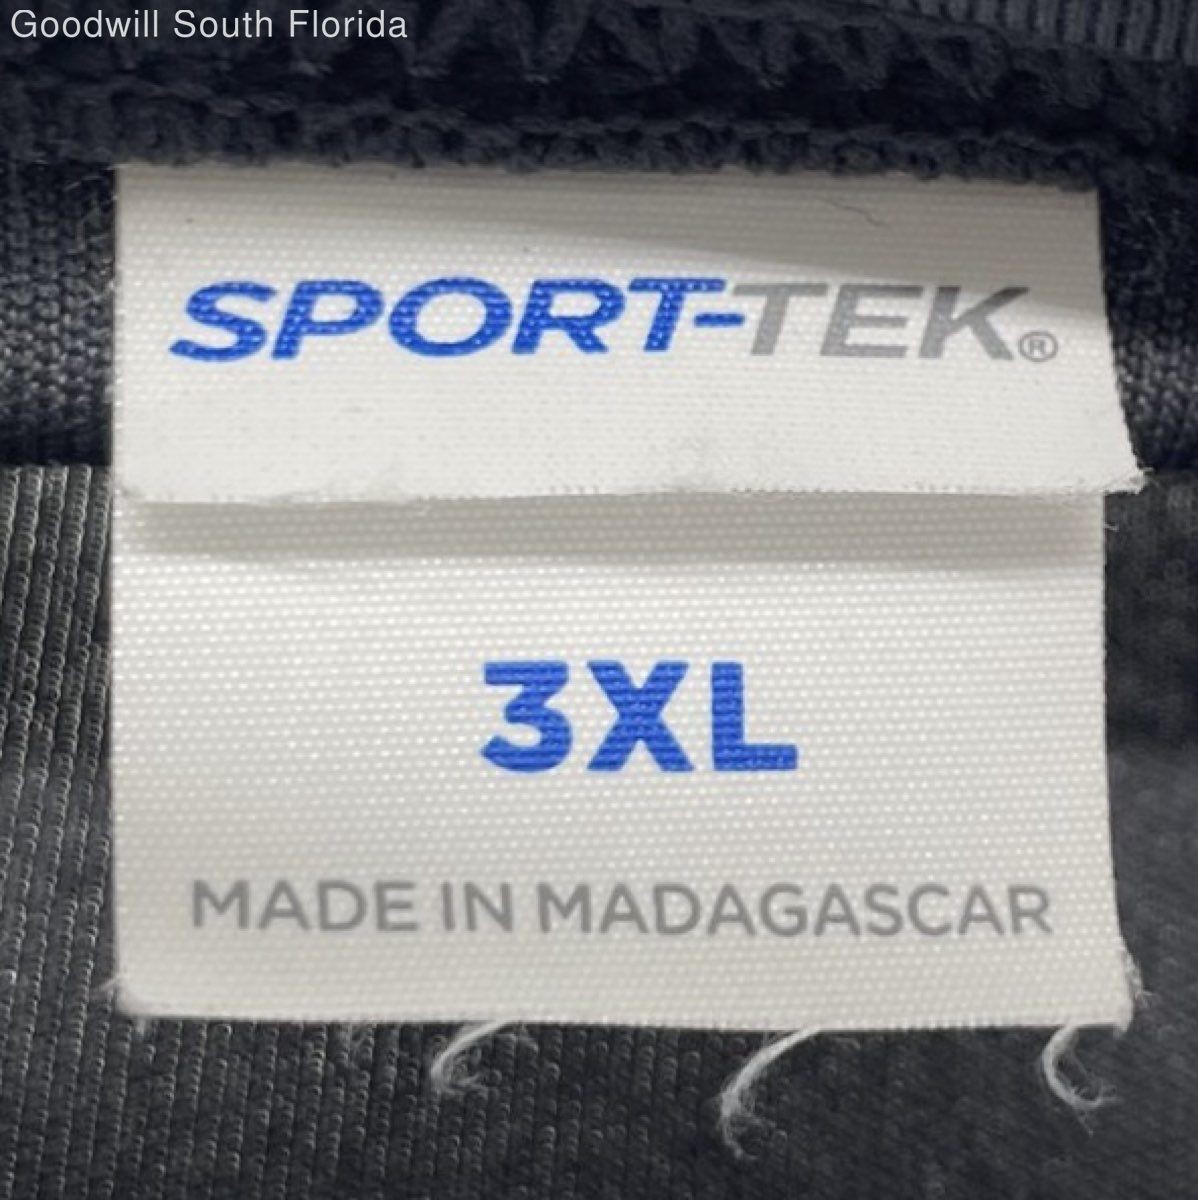 Goodwill South Florida
SPORT-TEK®
3XL
MADE IN MADAGASCAR